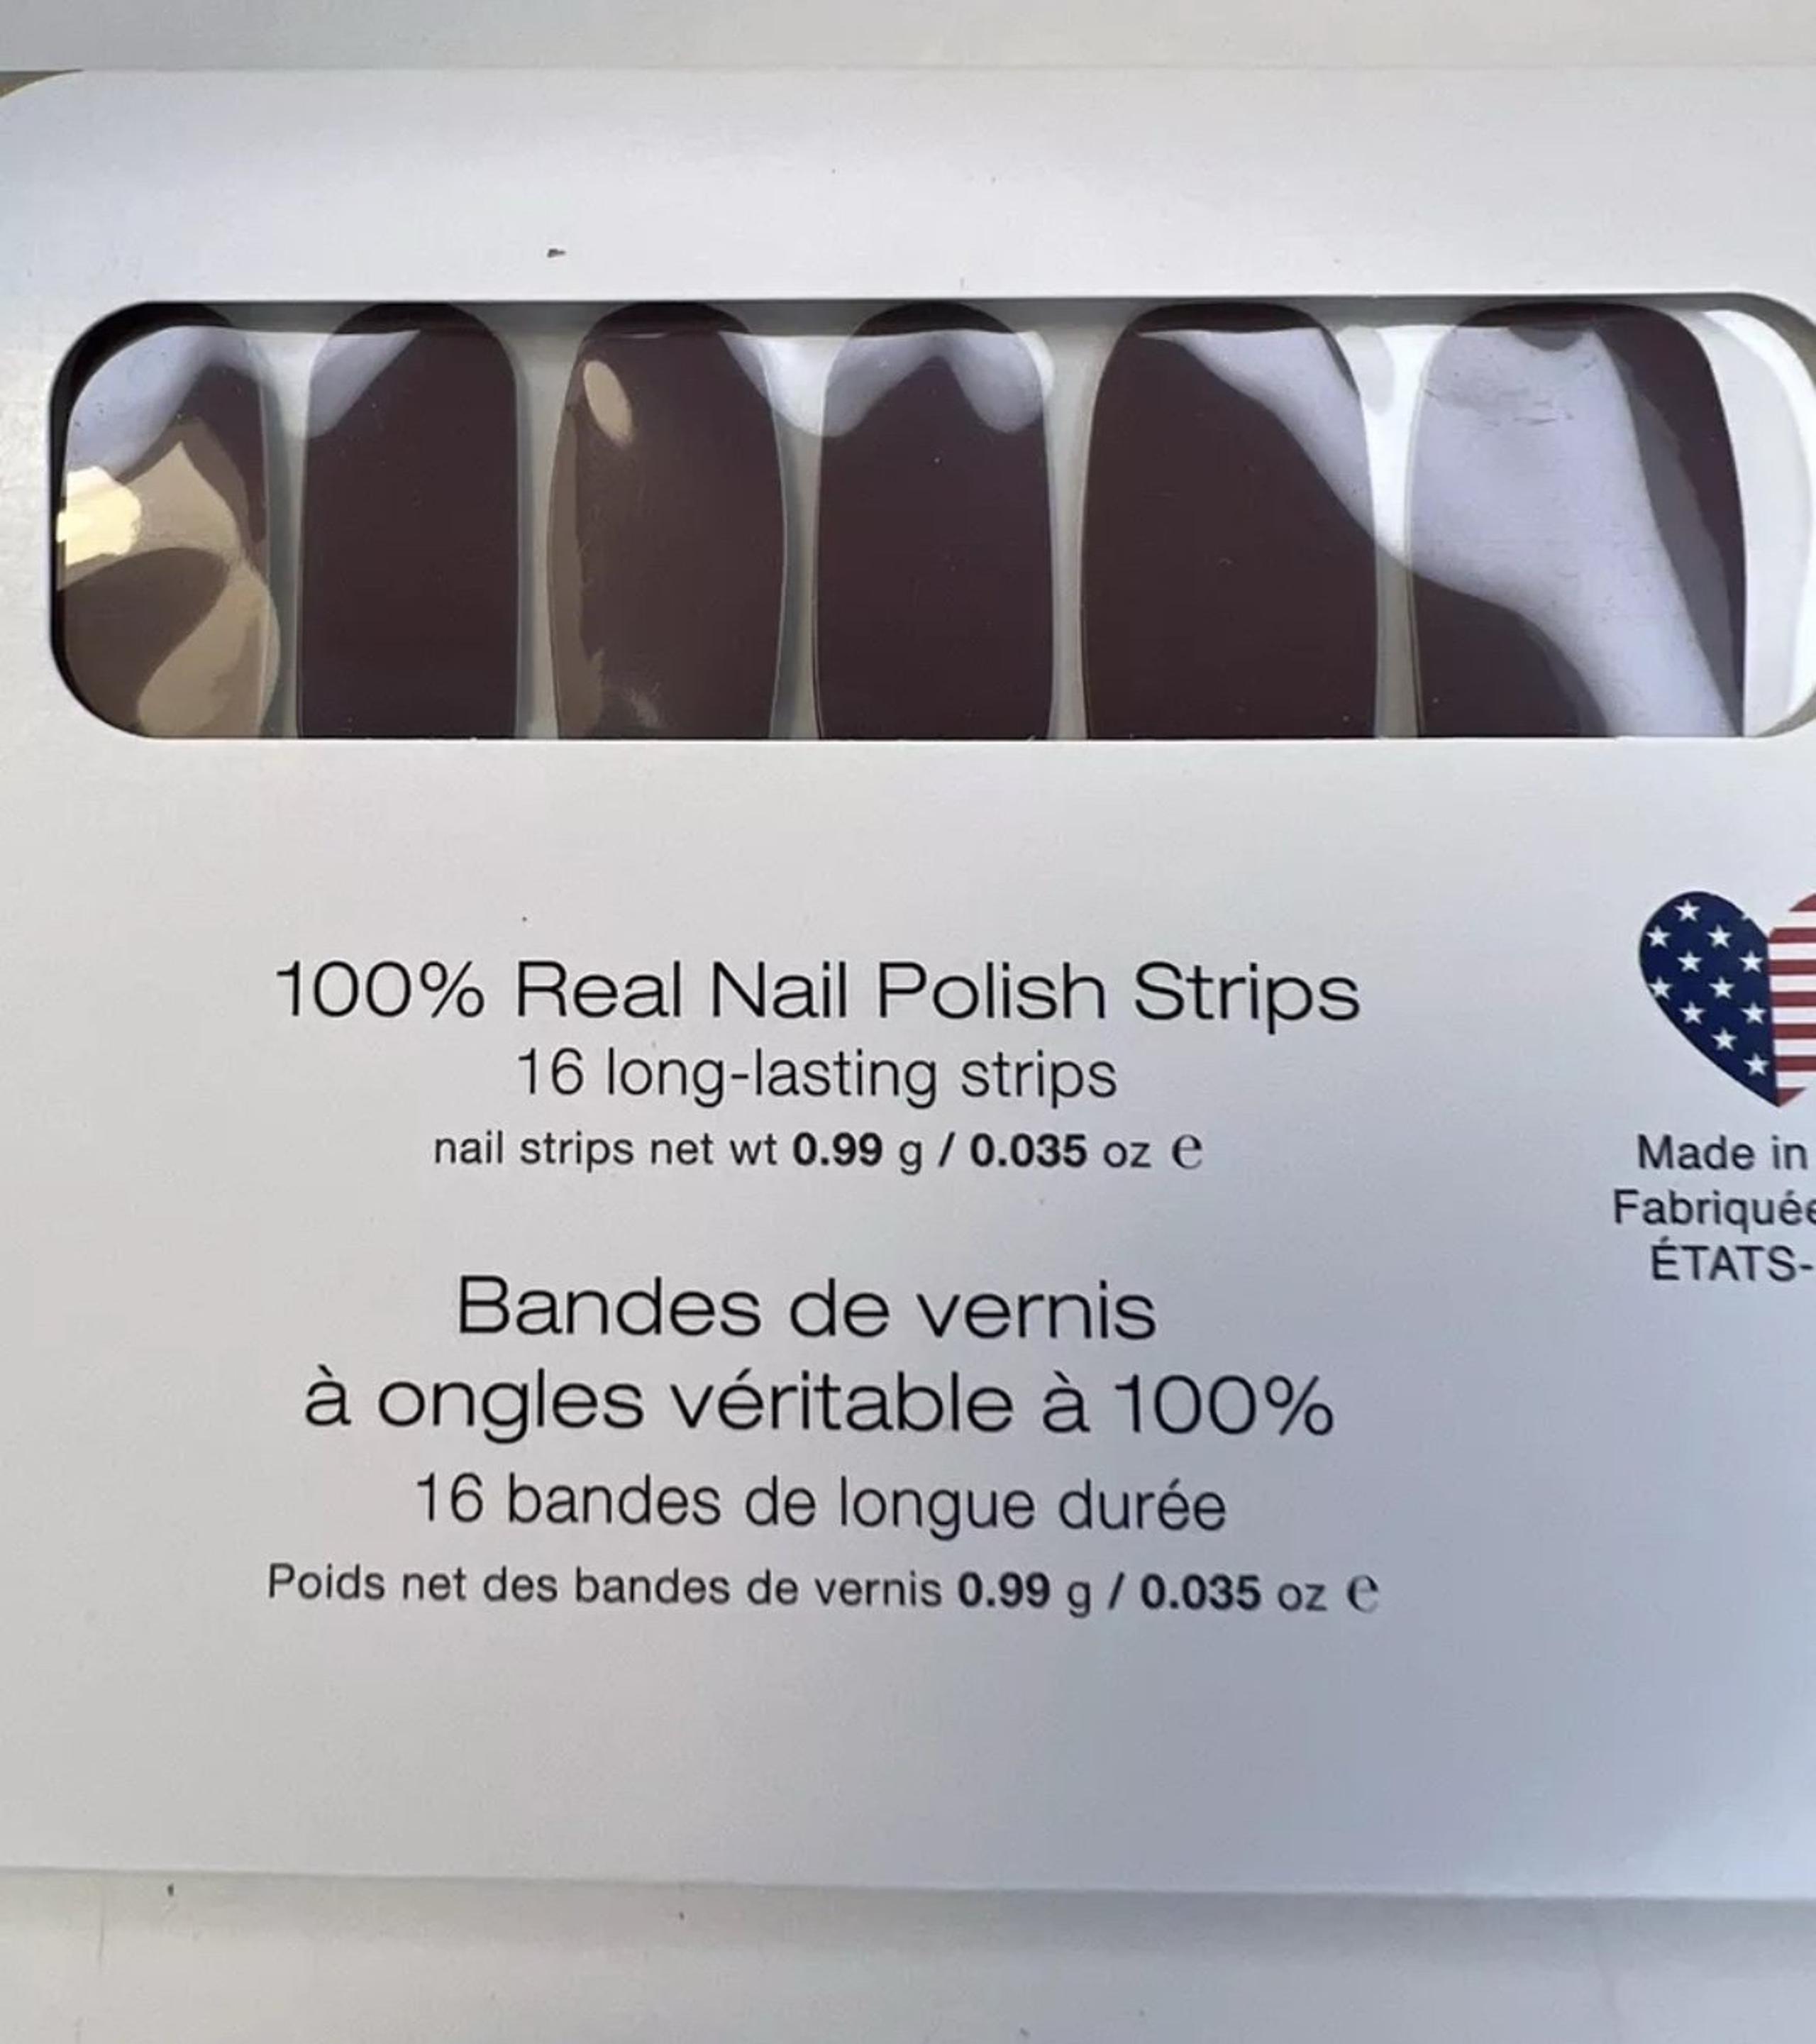 100% Real Nail Polish Strips
16 long-lasting strips
nail strips net wt 0.99 g / 0.035 oz ℮
Bandes de vernis
à ongles véritable à 100%
16 bandes de longue durée
Poids net des bandes de vernis 0.99 g / 0.035 oz ℮
Made in
Fabriquée
ÉTATS-